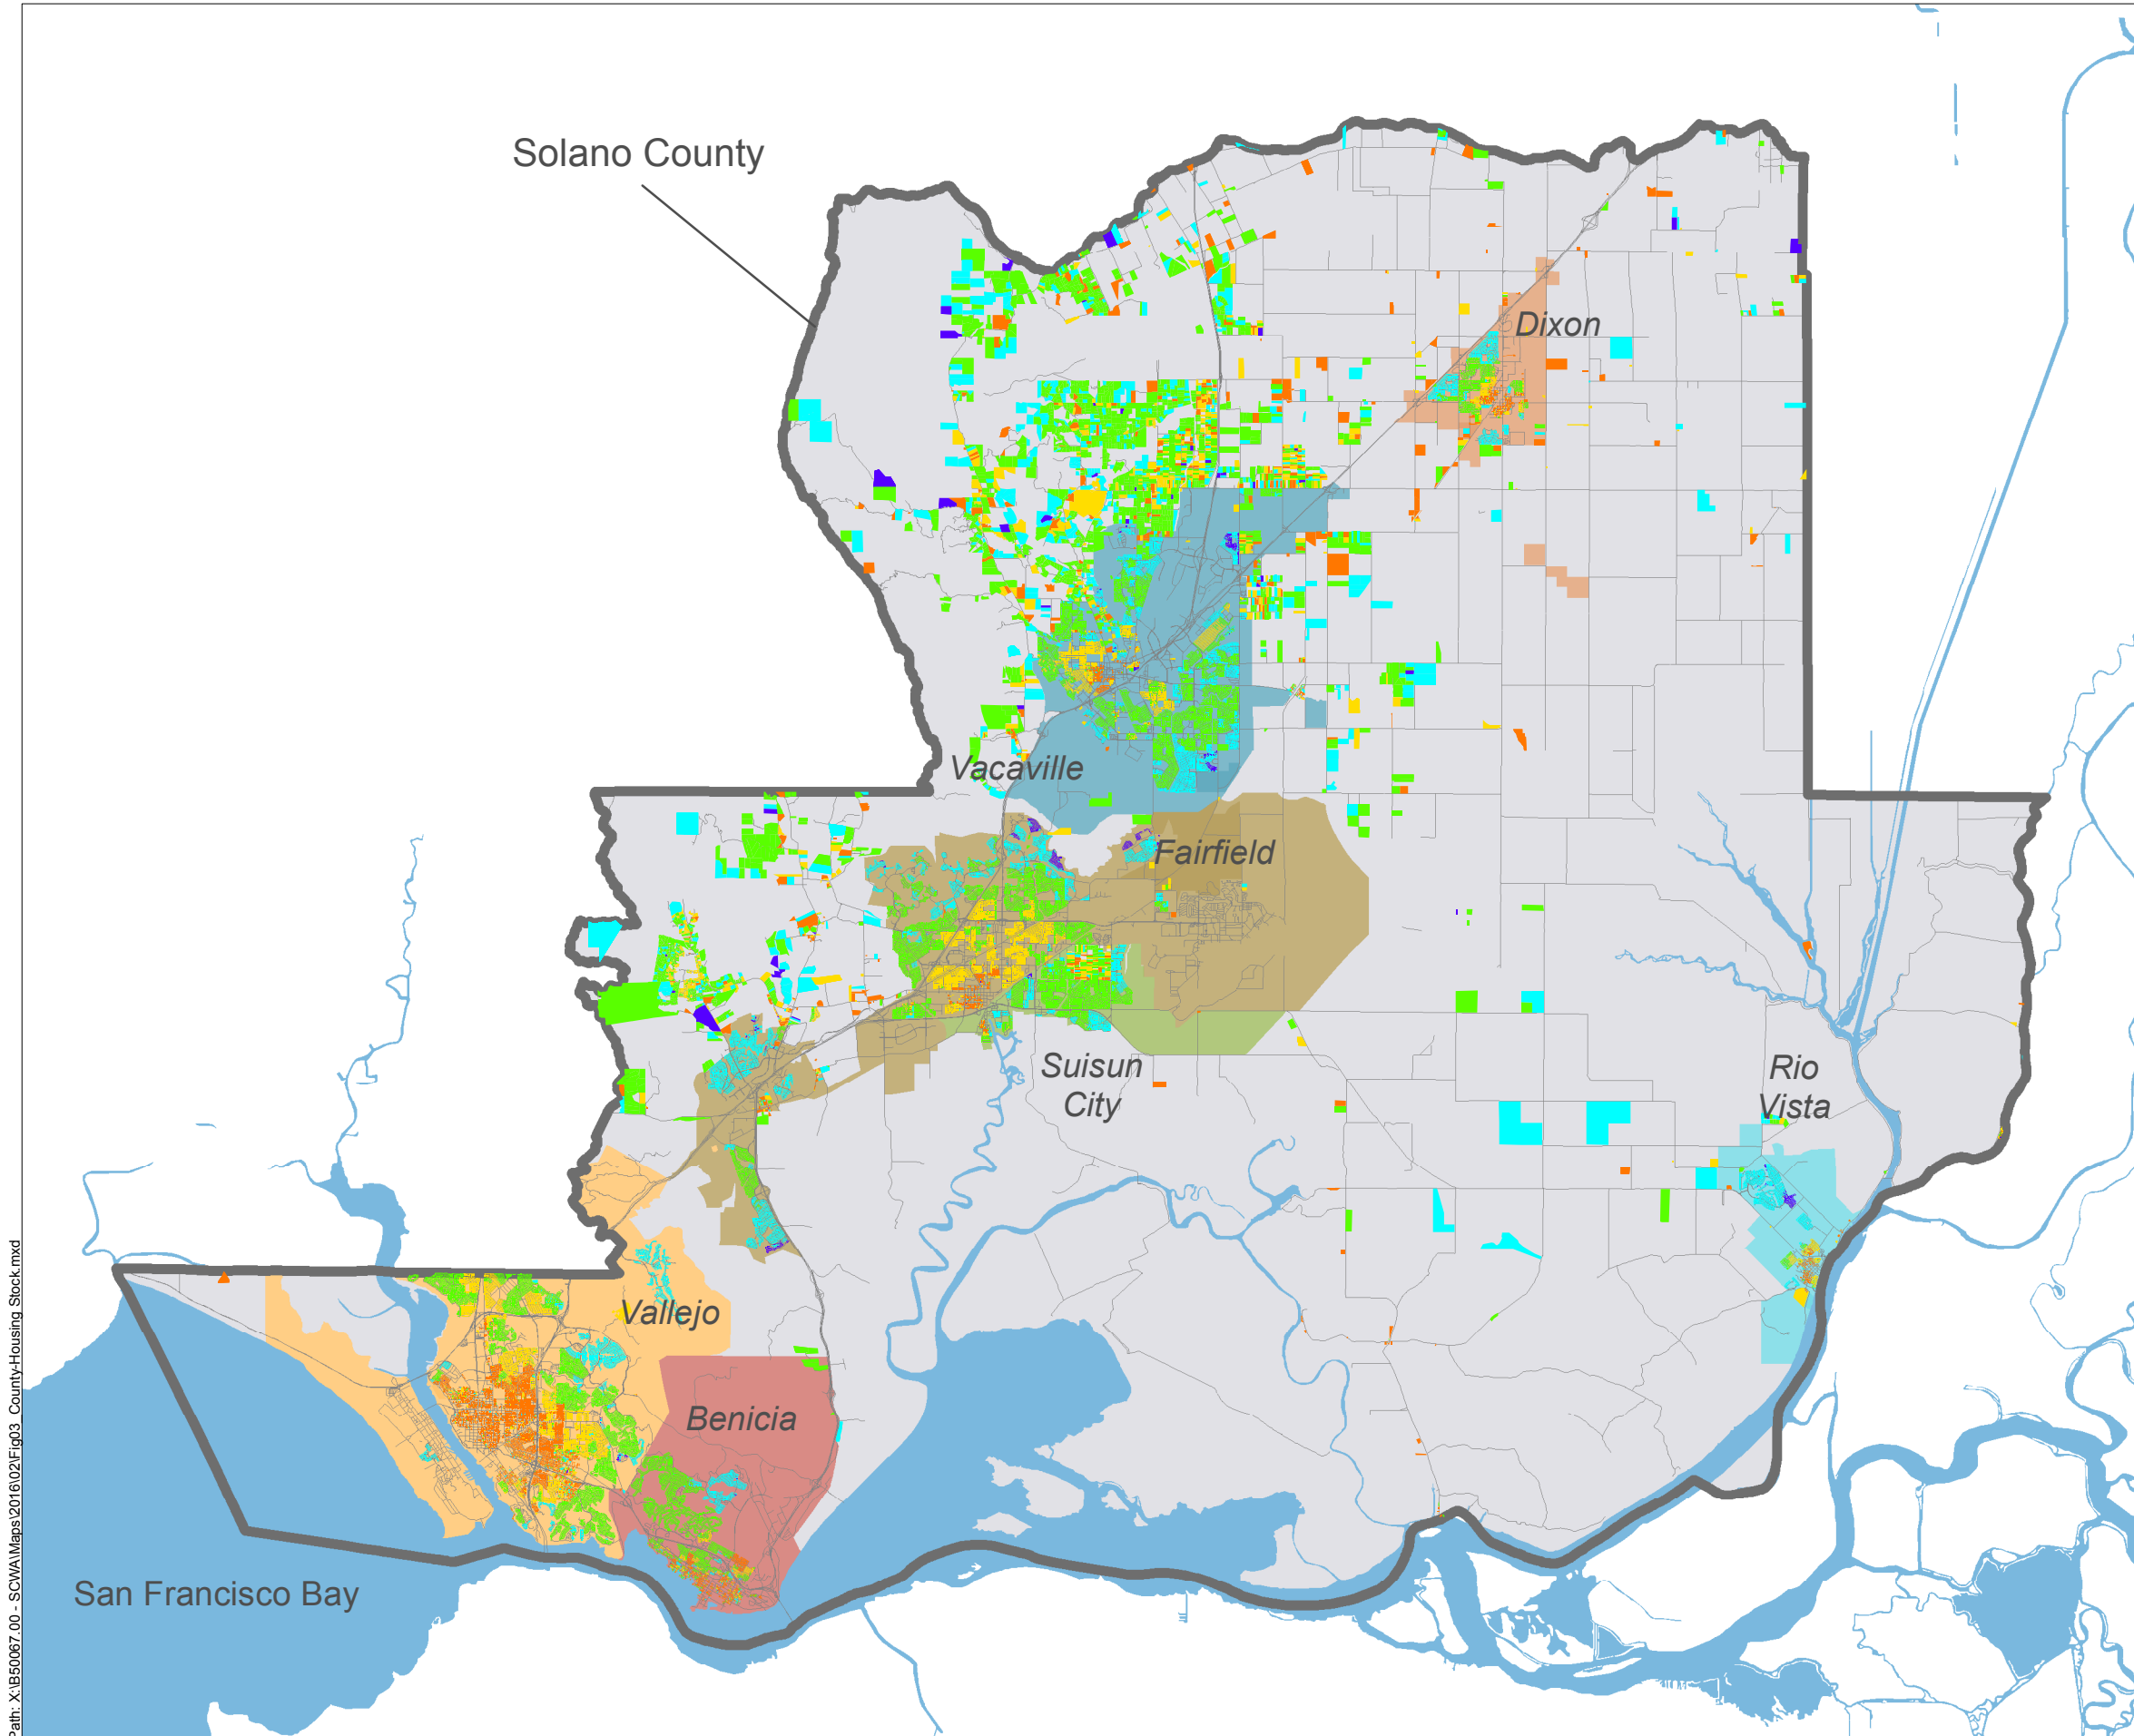 Solano County
Dixon
Vacaville
Fairfield
Suisun
City
Rio
Vista
Vallejo
Benicia
San Francisco Bay
Path: X:\B50067.00 - SCWA\Maps\2016\02\Fig03_County-Housing Stock.mxd